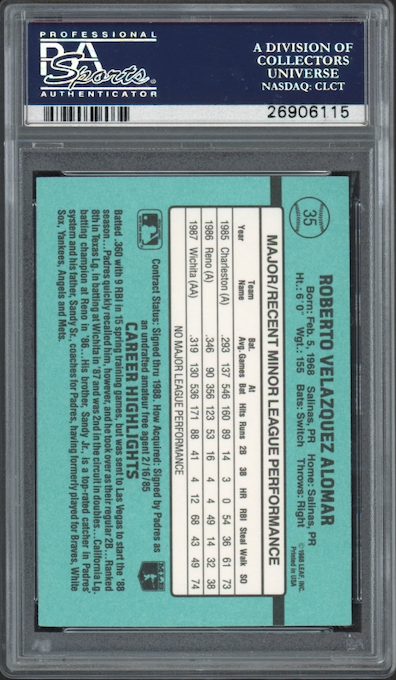 PROFESSIONAL
PSA
Sports
AUTHENTICATOR
A DIVISION OF
COLLECTORS
UNIVERSE
NASDAQ: CLCT
26906115
35
ROBERTO VELAZQUEZ ALOMAR
Born: Feb. 5, 1968 Salinas, PR Home: Salinas, PR
Ht.: 6'0" Wgt.: 155 Bats: Switch Throws: Right
©1988 LEAF, INC.
Printed in USA
MAJOR/RECENT MINOR LEAGUE PERFORMANCE
Year Team Name Bat. Avg. Games At Bat Hits Runs 2B 3B HR RBI Steal Walk SO
1985 Charleston (A) .293 137 546 160 89 14 3 0 54 36 61 73
1986 Reno (A) .346 90 356 123 53 16 4 4 49 14 32 38
1987 Wichita (AA) .319 130 536 171 88 41 4 12 68 43 49 74
NO MAJOR LEAGUE PERFORMANCE
Contract Status: Signed thru 1988. How Acquired: Signed by Padres as
an undrafted amateur free agent 2/16/85
CAREER HIGHLIGHTS
Batted .360 with 9 RBI in 15 spring training games, but was sent to Las Vegas to start the '88
season...Padres quickly recalled him, however, and he took over as their regular 2B...Ranked
8th in Texas Lg. in batting at Wichita in '87 and was 2nd in the circuit in doubles...California Lg.
batting champion at Reno in '86...His brother, Sandy Jr., is a top-rated catcher in Padres'
system and his father, Sandy Sr., coaches for Padres, having formerly played for Braves, White
Sox, Yankees, Angels and Mets.